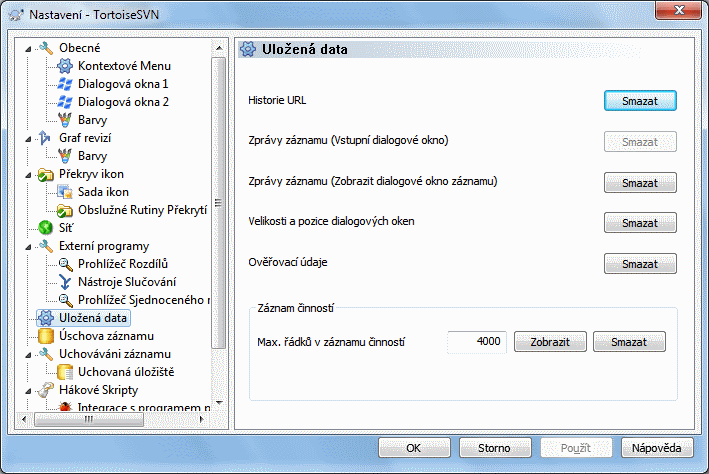 Nastavení - TortoiseSVN
Obecné
Kontextové Menu
Dialogová okna 1
Dialogová okna 2
Barvy
Graf revizí
Barvy
Překryv ikon
Sada ikon
Obslužné Rutiny Překrytí
Síť
Externí programy
Prohlížeč Rozdílů
Nástroje Slučování
Prohlížeč Sjednoceného r
Uložená data
Úschova záznamu
Uchováváni záznamu
Uchovaná úložiště
Hákové Skripty
Integrace s programem p
Uložená data
Historie URL
Smazat
Zprávy záznamu (Vstupní dialogové okno)
Smazat
Zprávy záznamu (Zobrazit dialogové okno záznamu)
Smazat
Velikosti a pozice dialogových oken
Smazat
Ověřovací údaje
Smazat
Záznam činností
Max. řádků v záznamu činností
4000
Zobrazit
Smazat
OK
Storno
Použít
Nápověda